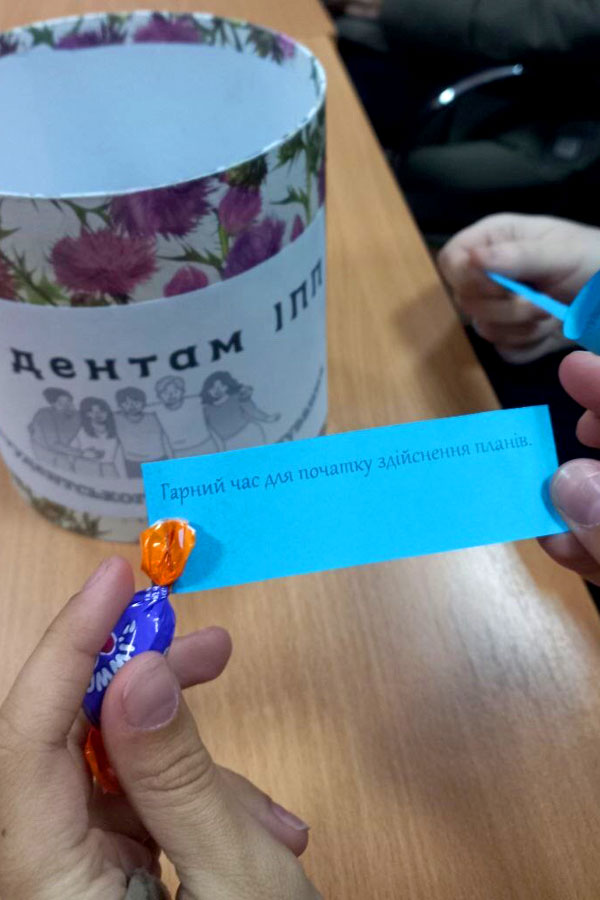 дентам ІПП
Гарний час для початку здійснення планів.